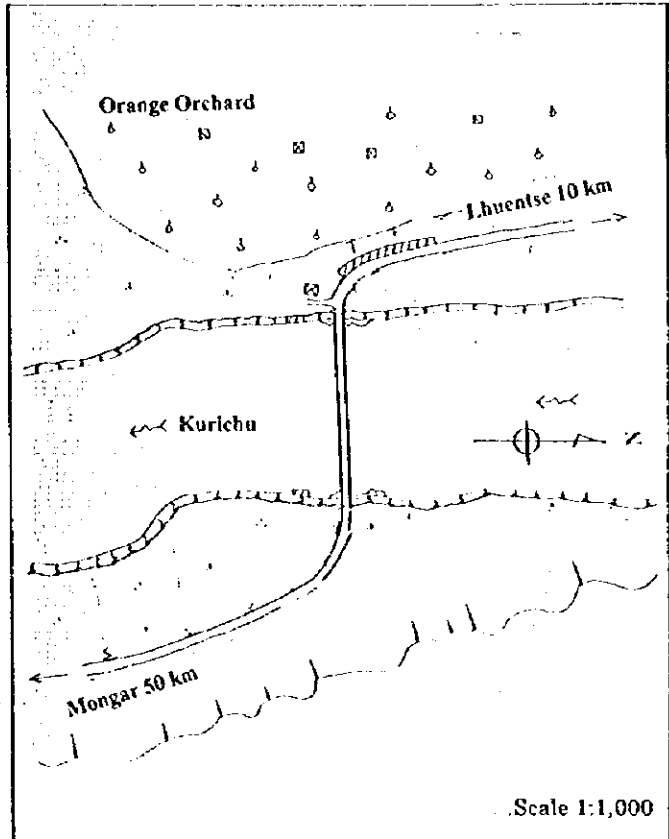 Orange Orchard
Lhuentse 10 km
Kurichu
N
Mongar 50 km
Scale 1:1,000